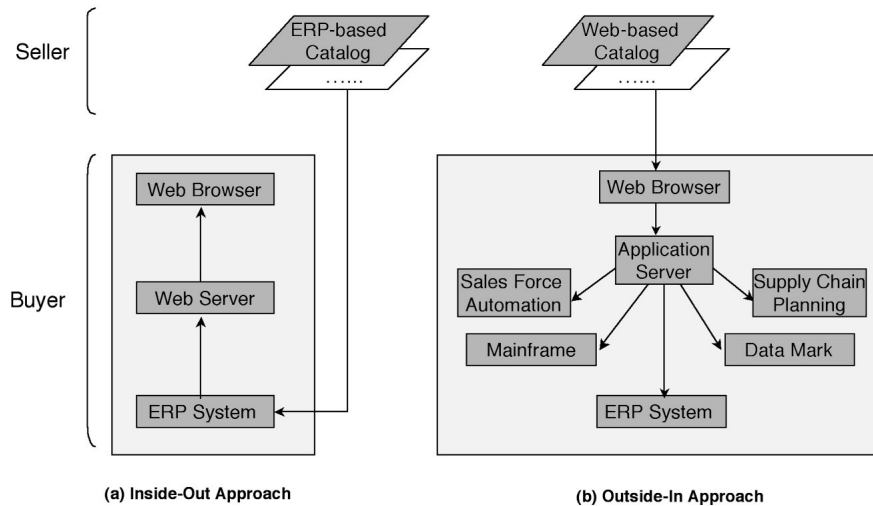 Seller
ERP-based
Catalog
......
Web-based
Catalog
......
Buyer
Web Browser
Web Server
ERP System
Web Browser
Application
Server
Sales Force
Automation
Supply Chain
Planning
Mainframe
Data Mark
ERP System
(a) Inside-Out Approach
(b) Outside-In Approach